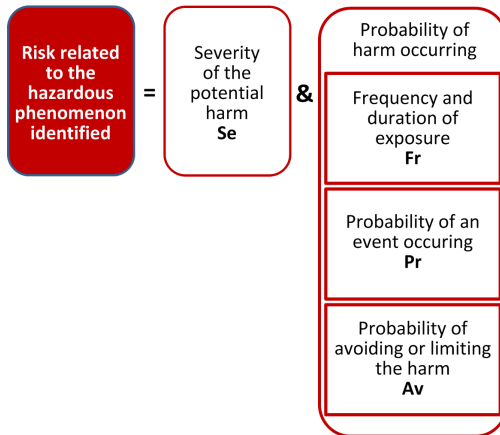 Risk related
to the
hazardous
phenomenon
identified
=
Severity
of the
potential
harm
Se
&
Probability of
harm occurring
Frequency and
duration of
exposure
Fr
Probability of an
event occuring
Pr
Probability of
avoiding or limiting
the harm
Av